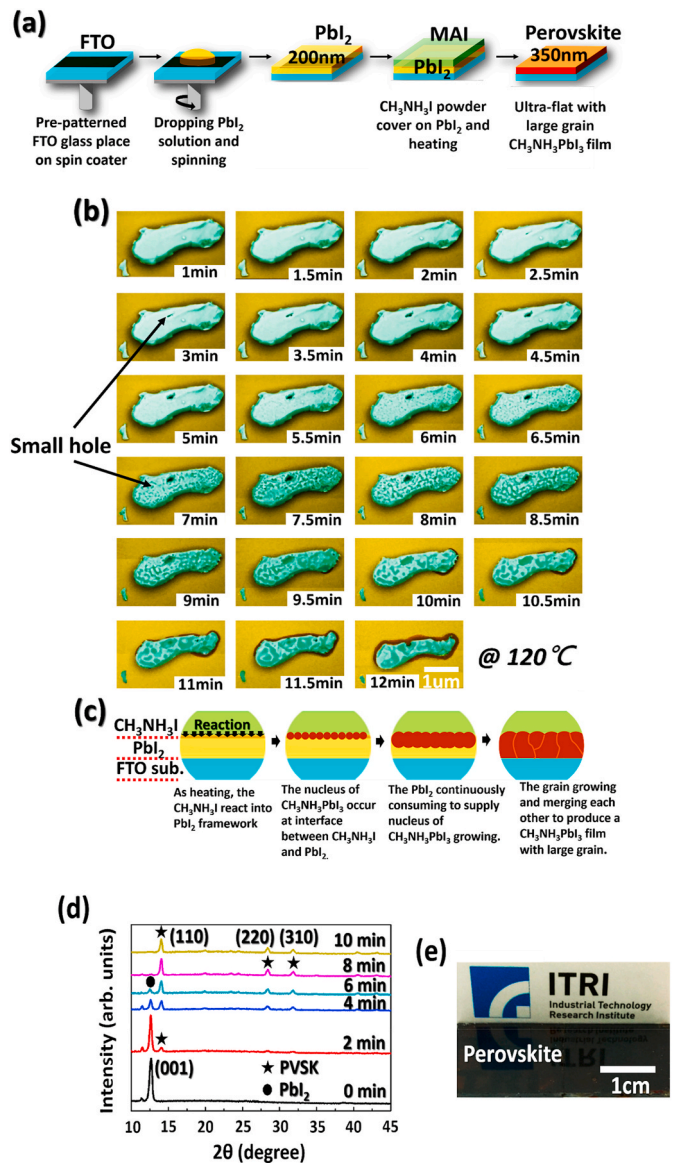 (a)
FTO
PbI₂
200nm
MAI
PbI₂
Perovskite
350nm
Pre-patterned
FTO glass place
on spin coater
Dropping PbI₂
solution and
spinning
CH₃NH₃I powder
cover on PbI₂ and
heating
Ultra-flat with
large grain
CH₃NH₃PbI₃ film
(b)
1min
1.5min
2min
2.5min
3min
3.5min
4min
4.5min
5min
5.5min
6min
6.5min
Small hole
7min
7.5min
8min
8.5min
9min
9.5min
10min
10.5min
11min
11.5min
12min
1um
@ 120℃
(c)
CH₃NH₃I
PbI₂
FTO sub.
Reaction
As heating, the
CH₃NH₃I react into
PbI₂ framework
The nucleus of
CH₃NH₃PbI₃ occur
at interface
between CH₃NH₃I
and PbI₂.
The PbI₂ continuously
consuming to supply
nucleus of
CH₃NH₃PbI₃ growing.
The grain growing
and merging each
other to produce a
CH₃NH₃PbI₃ film
with large grain.
(d)
Intensity (arb. units)
(110)
(220)
(310)
10 min
8 min
6 min
4 min
2 min
0 min
(001)
★ PVSK
● PbI₂
10 15 20 25 30 35 40 45
2θ (degree)
(e)
ITRI
Industrial Technology
Research Institute
Perovskite
1cm